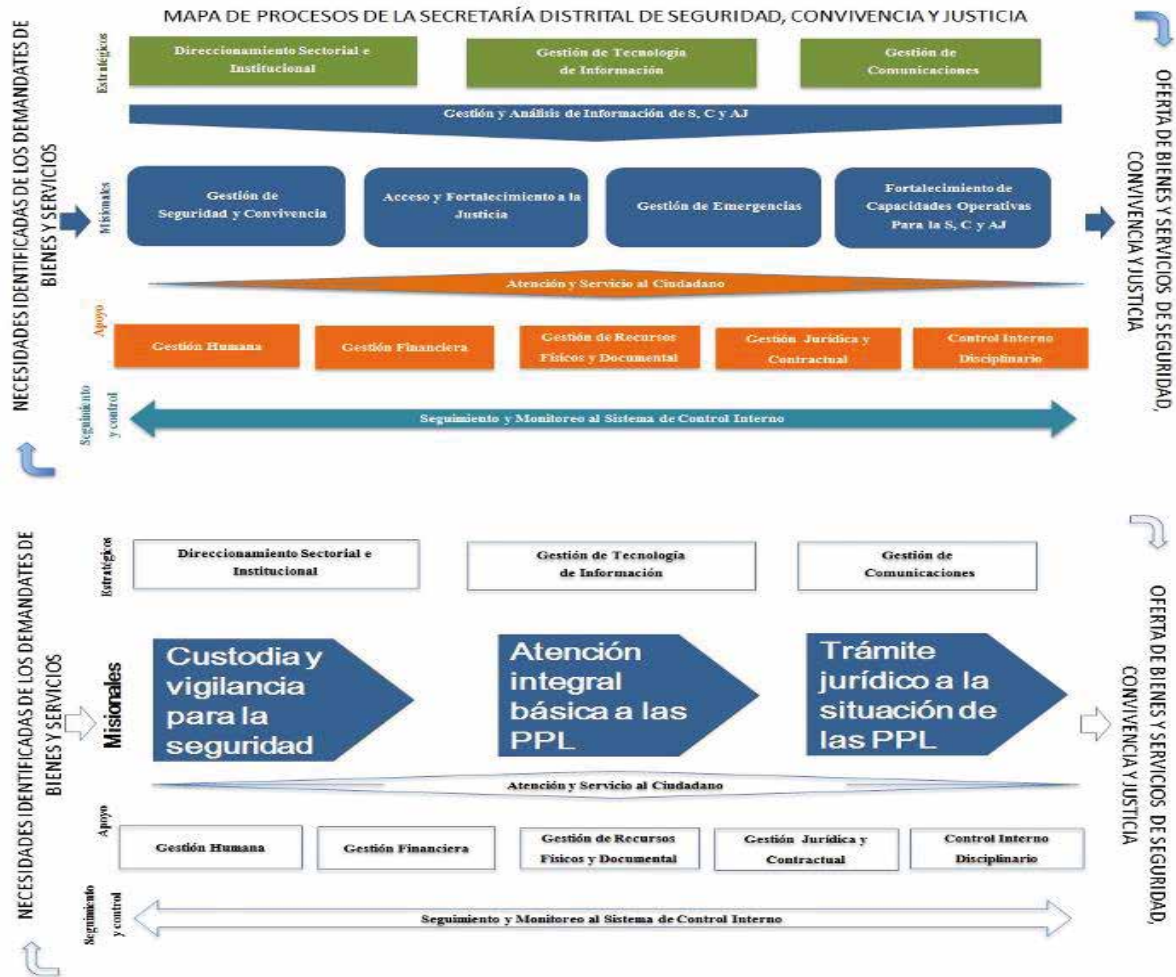 MAPA DE PROCESOS DE LA SECRETARÍA DISTRITAL DE SEGURIDAD, CONVIVENCIA Y JUSTICIA
NECESIDADES IDENTIFICADAS DE LOS DEMANDATES DE
BIENES Y SERVICIOS
Estratégicos
Direccionamiento Sectorial e
Institucional
Gestión de Tecnología
de Información
Gestión de
Comunicaciones
Gestión y Análisis de Información de S, C y AJ
Misionales
Gestión de
Seguridad y Convivencia
Acceso y Fortalecimiento a la
Justicia
Gestión de Emergencias
Fortalecimiento de
Capacidades Operativas
Para la S, C y AJ
Atención y Servicio al Ciudadano
Apoyo
Gestión Humana
Gestión Financiera
Gestión de Recursos
Físicos y Documental
Gestión Jurídica y
Contractual
Control Interno
Disciplinario
Seguimiento
y control
Seguimiento y Monitoreo al Sistema de Control Interno
OFERTA DE BIENES Y SERVICIOS DE SEGURIDAD,
CONVIVENCIA Y JUSTICIA
NECESIDADES IDENTIFICADAS DE LOS DEMANDATES DE
BIENES Y SERVICIOS
Estratégicos
Direccionamiento Sectorial e
Institucional
Gestión de Tecnología
de Información
Gestión de
Comunicaciones
Misionales
Custodia y
vigilancia
para la
seguridad
Atención
integral
básica a las
PPL
Trámite
jurídico a la
situación de
las PPL
Atención y Servicio al Ciudadano
Apoyo
Gestión Humana
Gestión Financiera
Gestión de Recursos
Físicos y Documental
Gestión Jurídica y
Contractual
Control Interno
Disciplinario
Seguimiento
y control
Seguimiento y Monitoreo al Sistema de Control Interno
OFERTA DE BIENES Y SERVICIOS DE SEGURIDAD,
CONVIVENCIA Y JUSTICIA